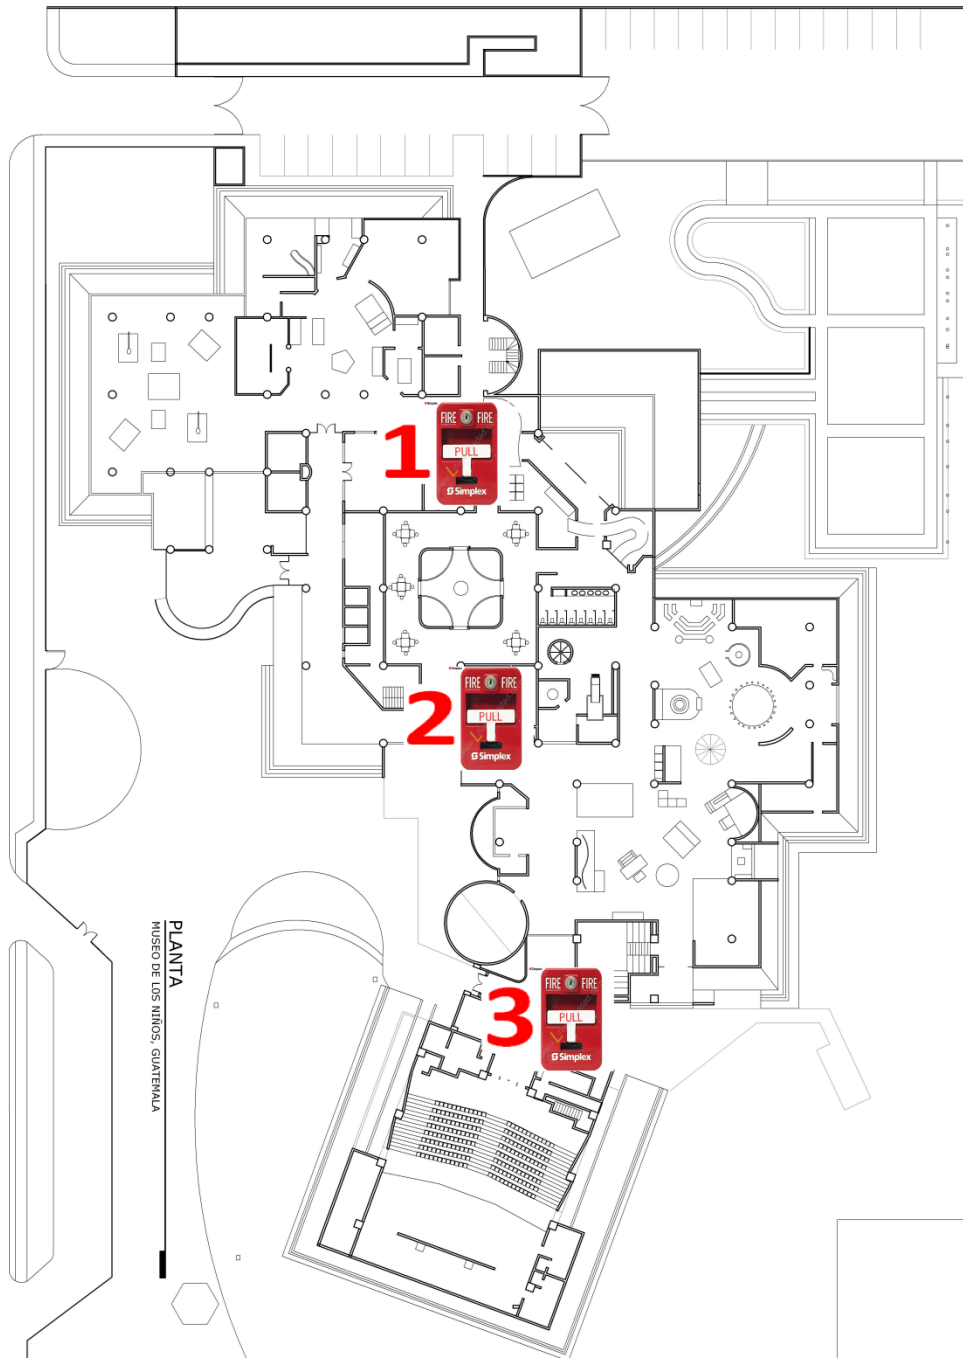 1
FIRE FIRE
PULL
Simplex
2
FIRE FIRE
PULL
Simplex
3
FIRE FIRE
PULL
Simplex
PLANTA
MUSEO DE LOS NIÑOS, GUATEMALA